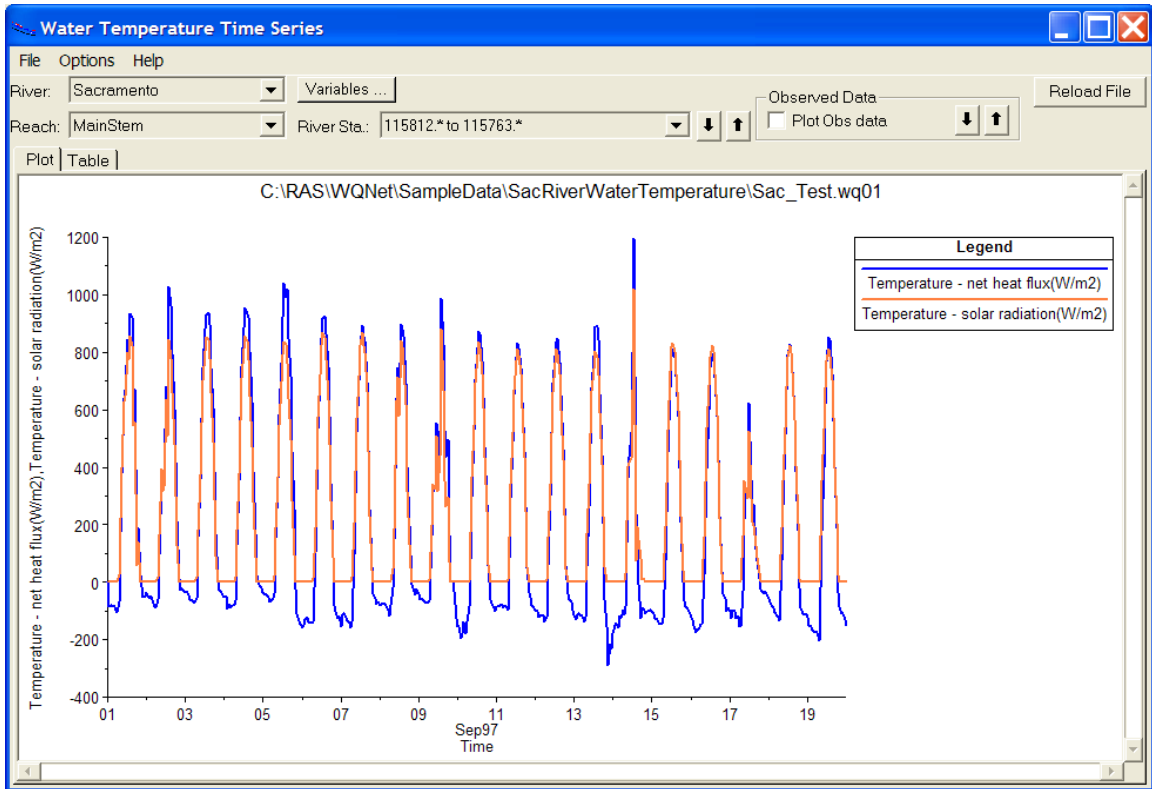 Water Temperature Time Series
File Options Help
River: Sacramento Variables ... Reload File
Reach: MainStem River Sta.: 115812.* to 115763.* Observed Data Plot Obs data
Plot Table
C:\RAS\WQNet\SampleData\SacRiverWaterTemperature\Sac_Test.wq01
Temperature - net heat flux(W/m2),Temperature - solar radiation(W/m2)
1200
1000
800
600
400
200
0
-200
-400
01 03 05 07 09 11 13 15 17 19
Sep97
Time
Legend
Temperature - net heat flux(W/m2)
Temperature - solar radiation(W/m2)